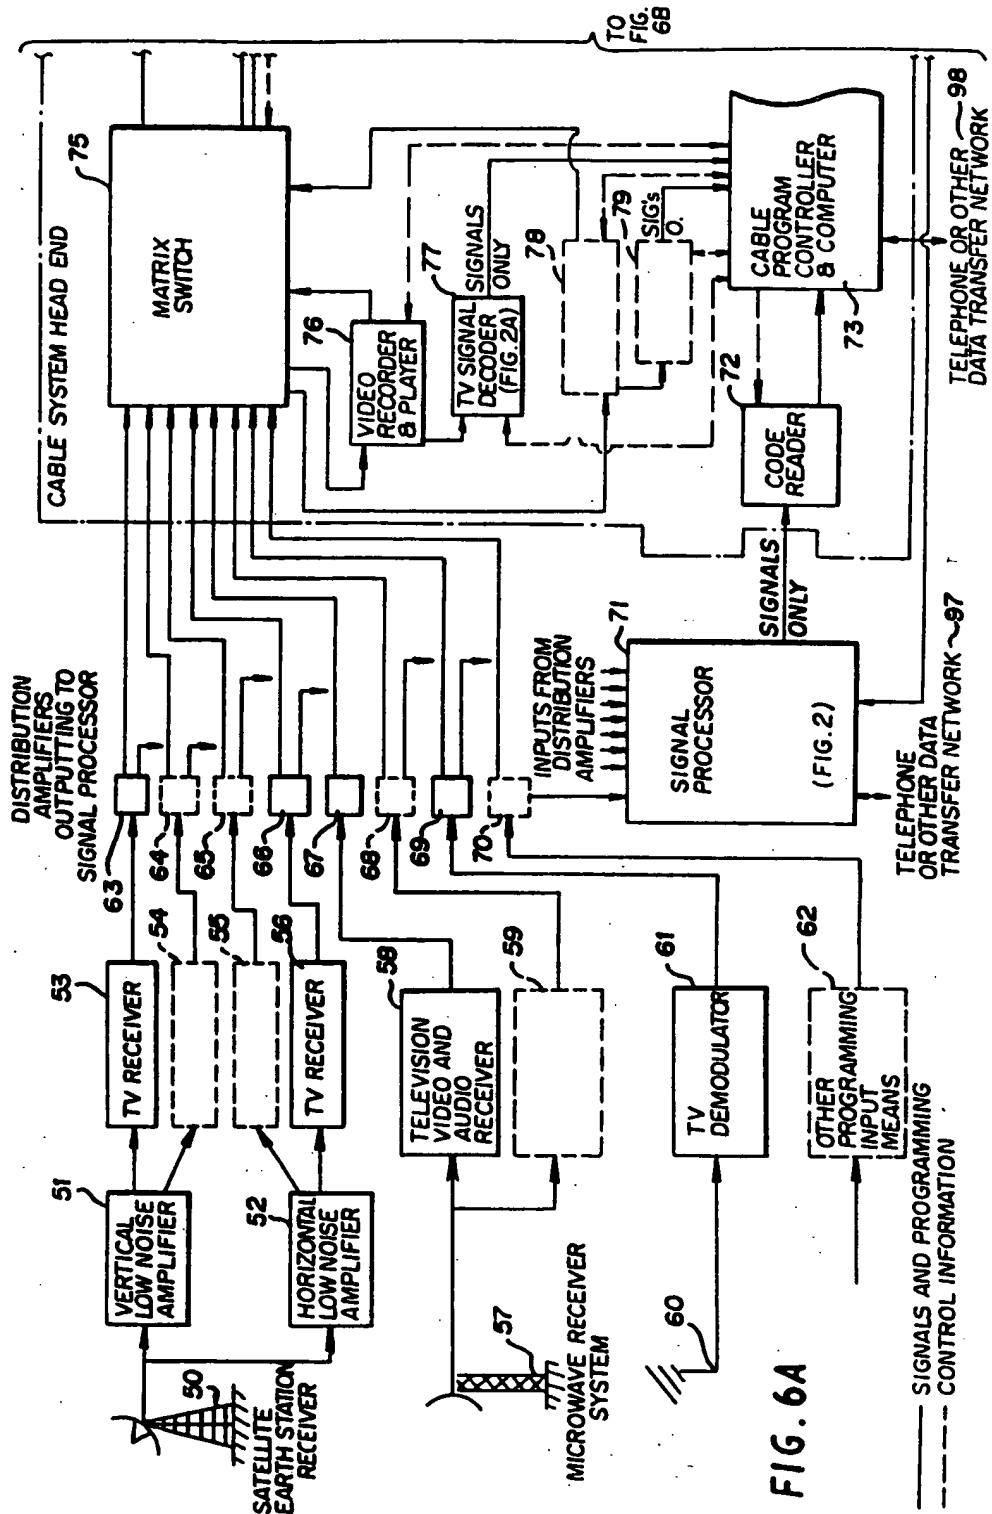 TO
FIG.
6B
CABLE SYSTEM HEAD END
75
MATRIX
SWITCH
76
VIDEO
RECORDER
& PLAYER
77
TV SIGNAL
DECODER
(FIG.2A)
SIGNALS
ONLY
78
79
SIG's
O.
CABLE
PROGRAM
CONTROLLER
& COMPUTER
73
72
CODE
READER
TELEPHONE OR OTHER 98
DATA TRANSFER NETWORK
DISTRIBUTION
AMPLIFIERS
OUTPUTTING TO
SIGNAL PROCESSOR
63
64
65
66
67
68
69
70
INPUTS FROM
DISTRIBUTION
AMPLIFIERS
71
SIGNAL
PROCESSOR
(FIG.2)
SIGNALS
ONLY
TELEPHONE
OR OTHER DATA
TRANSFER NETWORK 97
53
TV RECEIVER
54
55
56
TV RECEIVER
58
TELEVISION
VIDEO AND
AUDIO
RECEIVER
59
61
TV
DEMODULATOR
62
OTHER
PROGRAMMING
INPUT
MEANS
51
VERTICAL
LOW NOISE
AMPLIFIER
52
HORIZONTAL
LOW NOISE
AMPLIFIER
50
SATELLITE
EARTH STATION
RECEIVER
57
MICROWAVE RECEIVER
SYSTEM
60
FIG. 6A
SIGNALS AND PROGRAMMING
CONTROL INFORMATION